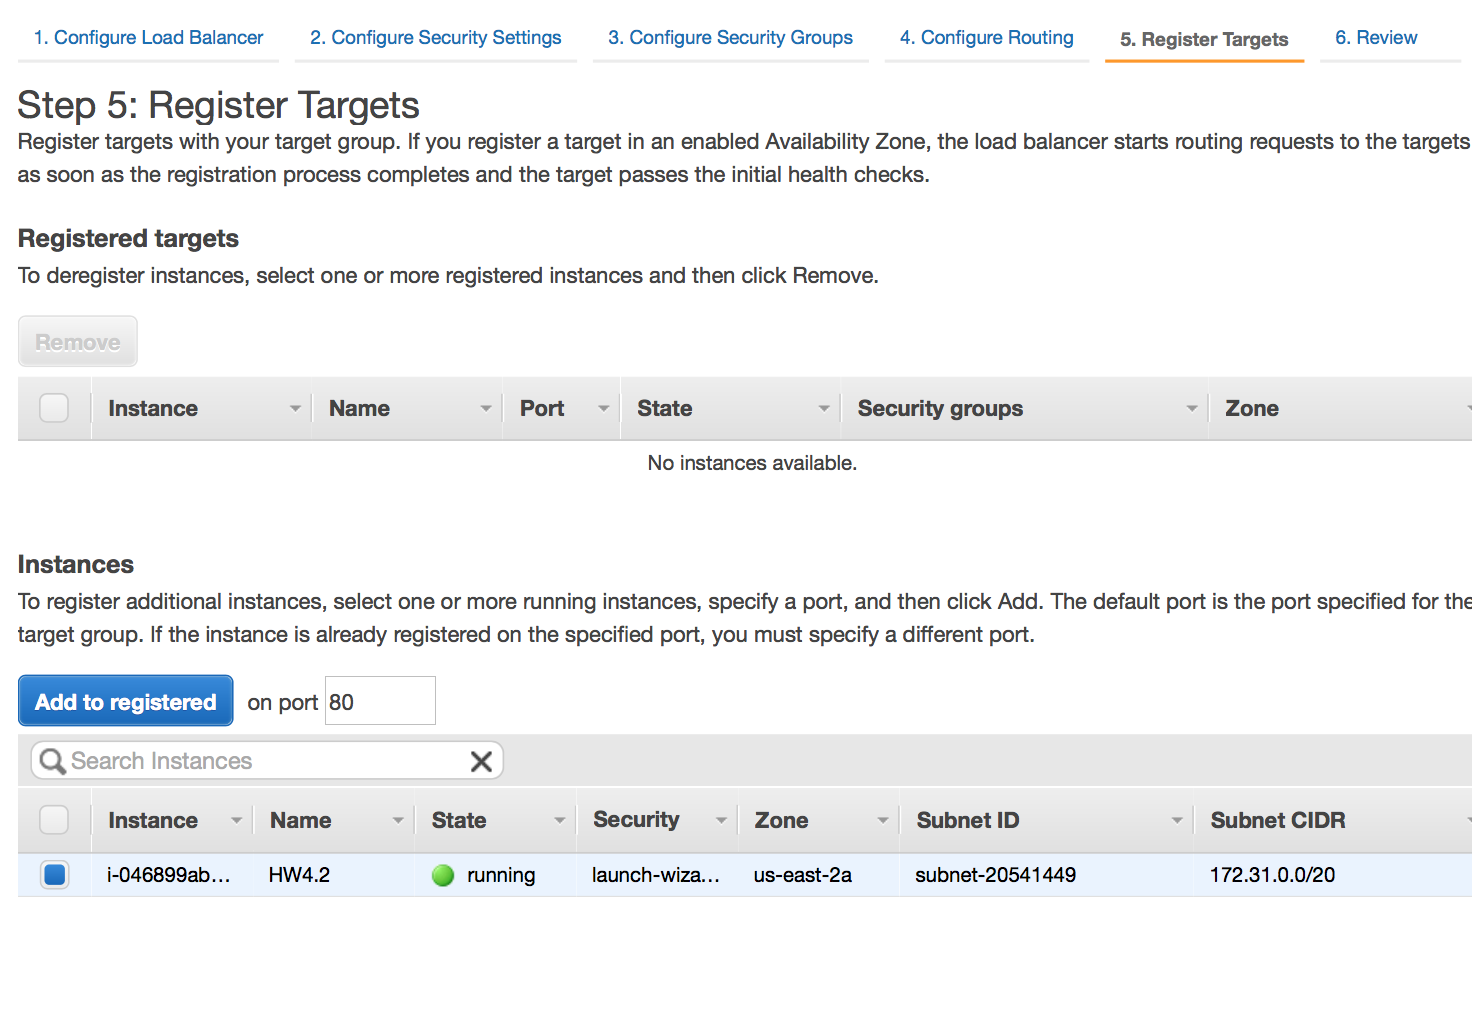 1. Configure Load Balancer 2. Configure Security Settings 3. Configure Security Groups 4. Configure Routing 5. Register Targets 6. Review
Step 5: Register Targets
Register targets with your target group. If you register a target in an enabled Availability Zone, the load balancer starts routing requests to the targets
as soon as the registration process completes and the target passes the initial health checks.
Registered targets
To deregister instances, select one or more registered instances and then click Remove.
Remove
Instance Name Port State Security groups Zone
No instances available.
Instances
To register additional instances, select one or more running instances, specify a port, and then click Add. The default port is the port specified for the
target group. If the instance is already registered on the specified port, you must specify a different port.
Add to registered on port 80
Search Instances
Instance Name State Security Zone Subnet ID Subnet CIDR
i-046899ab... HW4.2 running launch-wiza... us-east-2a subnet-20541449 172.31.0.0/20